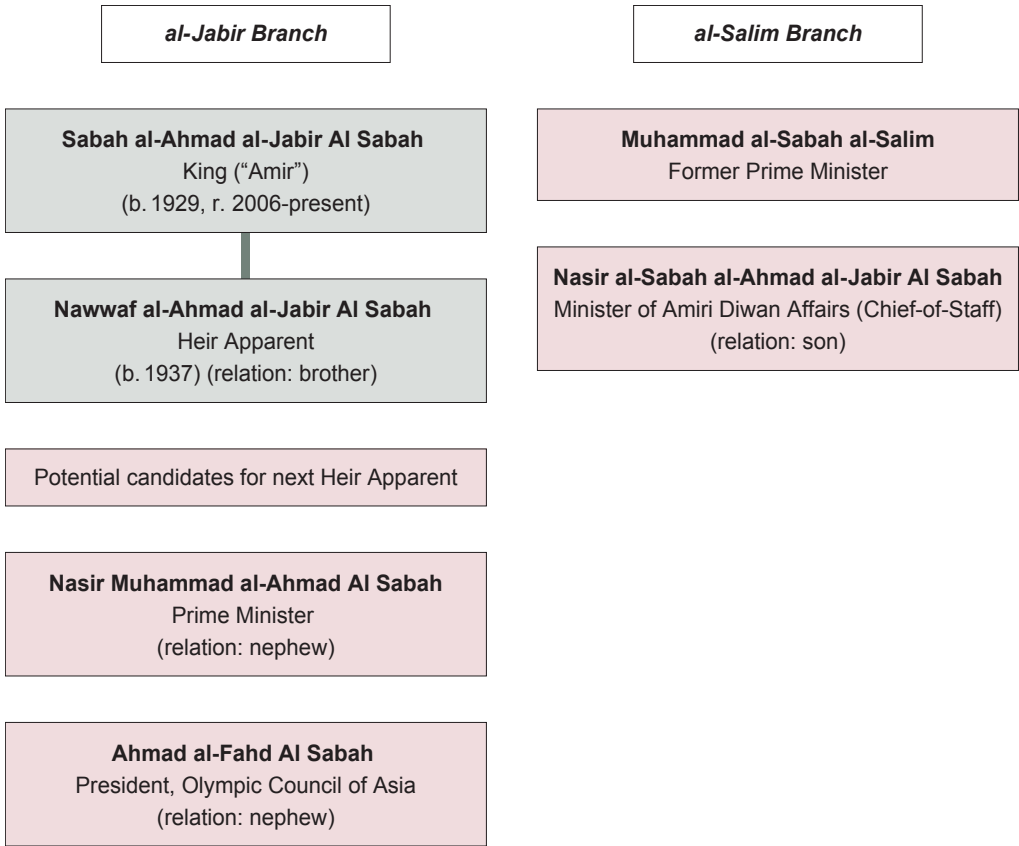 al-Jabir Branch
Sabah al-Ahmad al-Jabir Al Sabah
King (“Amir”)
(b. 1929, r. 2006-present)
Nawwaf al-Ahmad al-Jabir Al Sabah
Heir Apparent
(b. 1937) (relation: brother)
Potential candidates for next Heir Apparent
Nasir Muhammad al-Ahmad Al Sabah
Prime Minister
(relation: nephew)
Ahmad al-Fahd Al Sabah
President, Olympic Council of Asia
(relation: nephew)
al-Salim Branch
Muhammad al-Sabah al-Salim
Former Prime Minister
Nasir al-Sabah al-Ahmad al-Jabir Al Sabah
Minister of Amiri Diwan Affairs (Chief-of-Staff)
(relation: son)